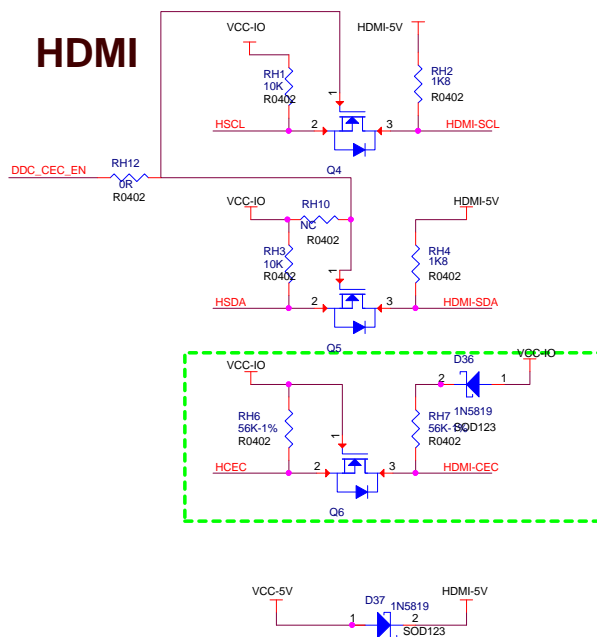 HDMI
VCC-IO
HDMI-5V
RH1
10K
R0402
RH2
1K8
R0402
1
HSCL
2
3
HDMI-SCL
Q4
DDC_CEC_EN
RH12
0R
R0402
VCC-IO
RH10
NC
R0402
HDMI-5V
RH3
10K
R0402
RH4
1K8
R0402
1
HSDA
2
3
HDMI-SDA
Q5
VCC-IO
D36
VCC-IO
2
1
1N5819
SOD123
RH6
56K-1%
R0402
RH7
56K-1%
R0402
1
HCEC
2
3
HDMI-CEC
Q6
VCC-5V
HDMI-5V
D37
1N5819
1
2
SOD123